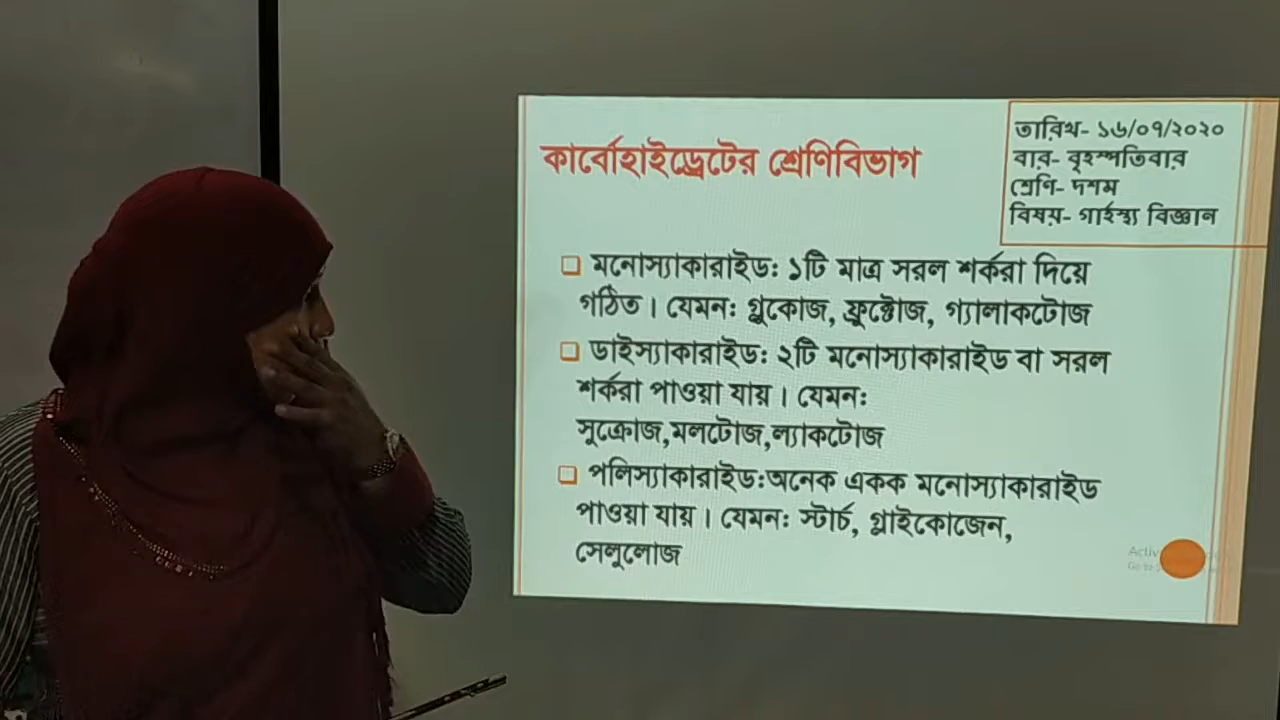 কার্বোহাইড্রেটের শ্রেণিবিভাগ
তারিখ- ১৬/০৭/২০২০
বার- বৃহস্পতিবার
শ্রেণি- দশম
বিষয়- গার্হস্থ্য বিজ্ঞান
মনোস্যাকারাইড: ১টি মাত্র সরল শর্করা দিয়ে
গঠিত। যেমন: গ্লুকোজ, ফ্রুক্টোজ, গ্যালাকটোজ
ডাইস্যাকারাইড: ২টি মনোস্যাকারাইড বা সরল
শর্করা পাওয়া যায়। যেমন:
সুক্রোজ,মলটোজ,ল্যাকটোজ
পলিস্যাকারাইড:অনেক একক মনোস্যাকারাইড
পাওয়া যায়। যেমন: স্টার্চ, গ্লাইকোজেন,
সেলুলোজ